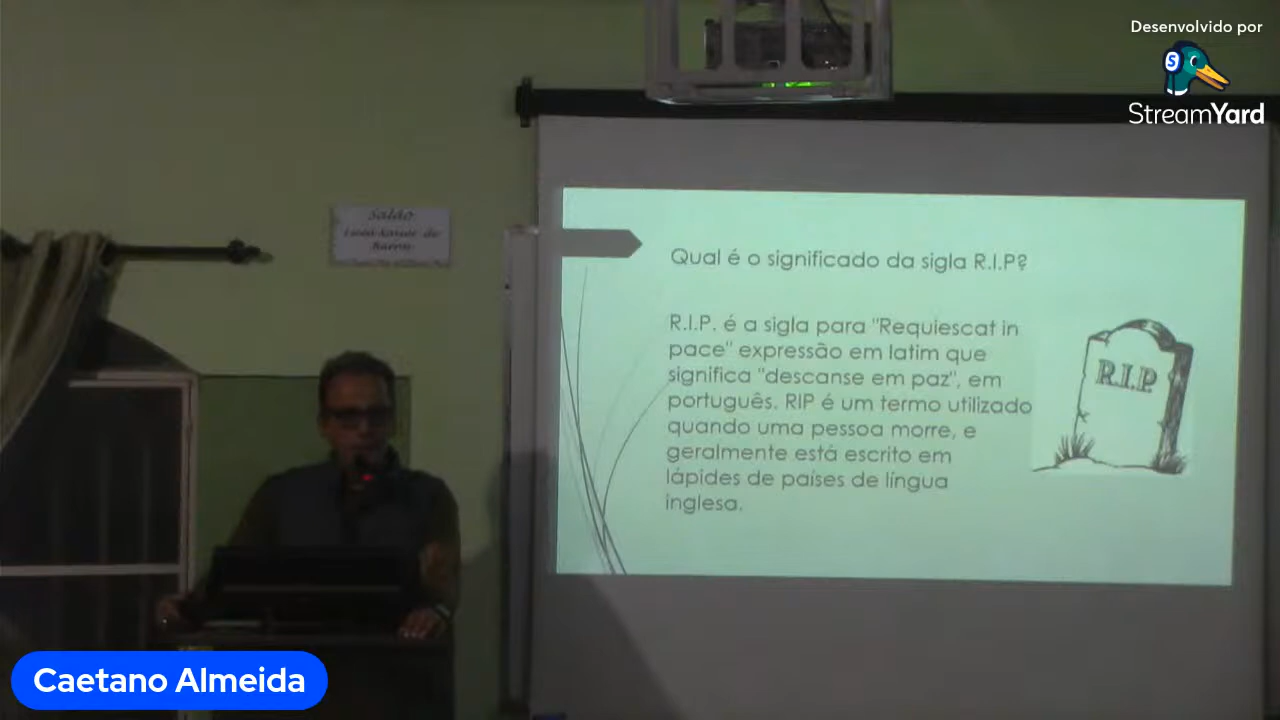 Desenvolvido por
StreamYard
Salão
Qual é o significado da sigla R.I.P?
R.I.P. é a sigla para "Requiescat in
pace" expressão em latim que
significa "descanse em paz", em
português. RIP é um termo utilizado
quando uma pessoa morre, e
geralmente está escrito em
lápides de países de língua
inglesa.
R.I.P.
Caetano Almeida